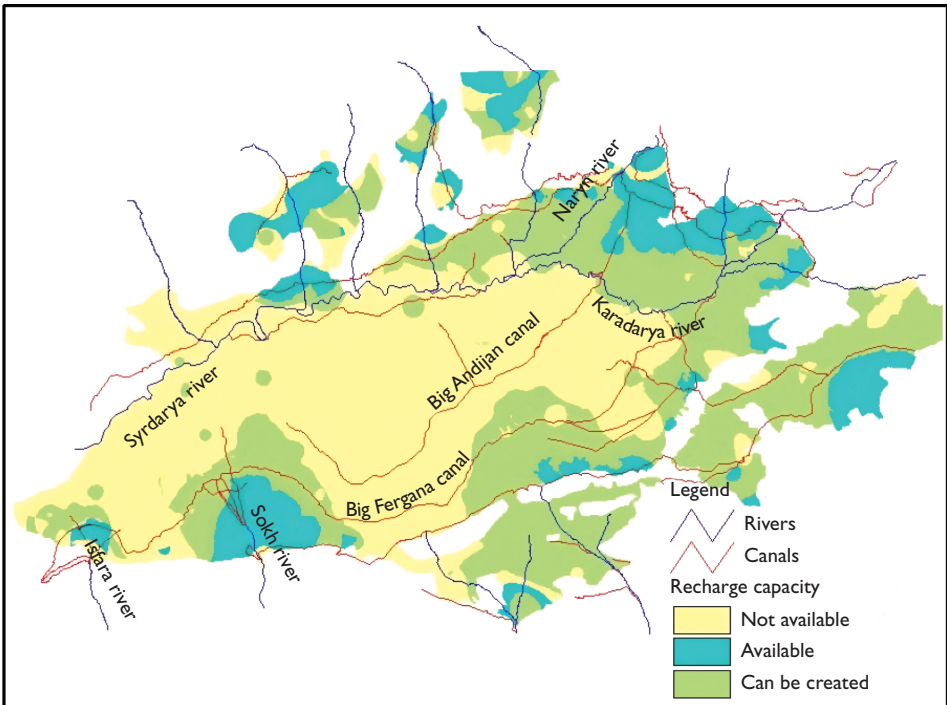 Naryn river
Karadarya river
Big Andijan canal
Syrdarya river
Big Fergana canal
Sokh river
Isfara river
Legend
Rivers
Canals
Recharge capacity
Not available
Available
Can be created